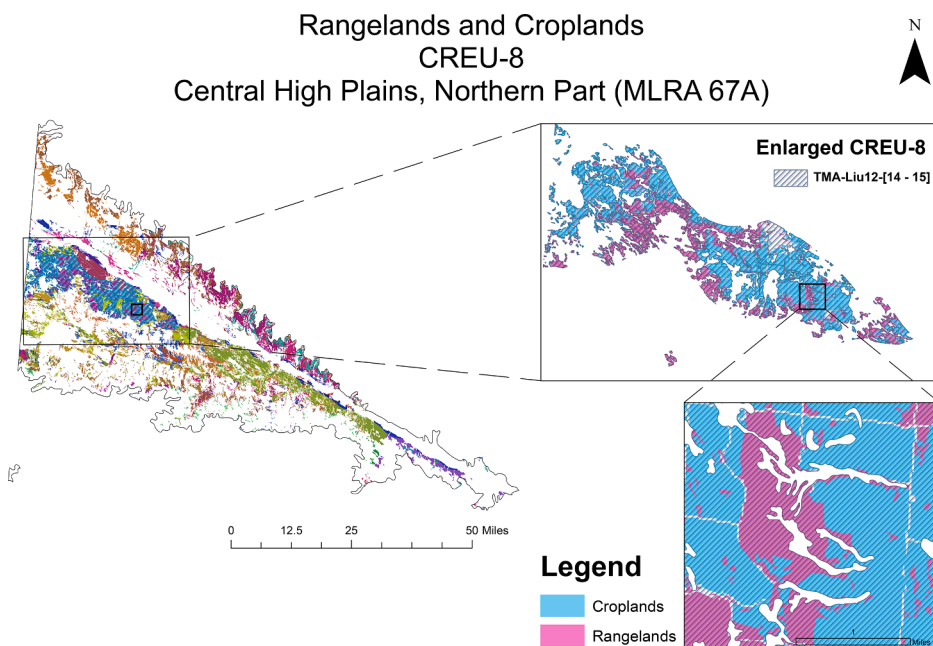 Rangelands and Croplands
CREU-8
Central High Plains, Northern Part (MLRA 67A)
N
Enlarged CREU-8
TMA-Liu12-[14 - 15]
0 12.5 25 50 Miles
Legend
Croplands
Rangelands
1
Miles